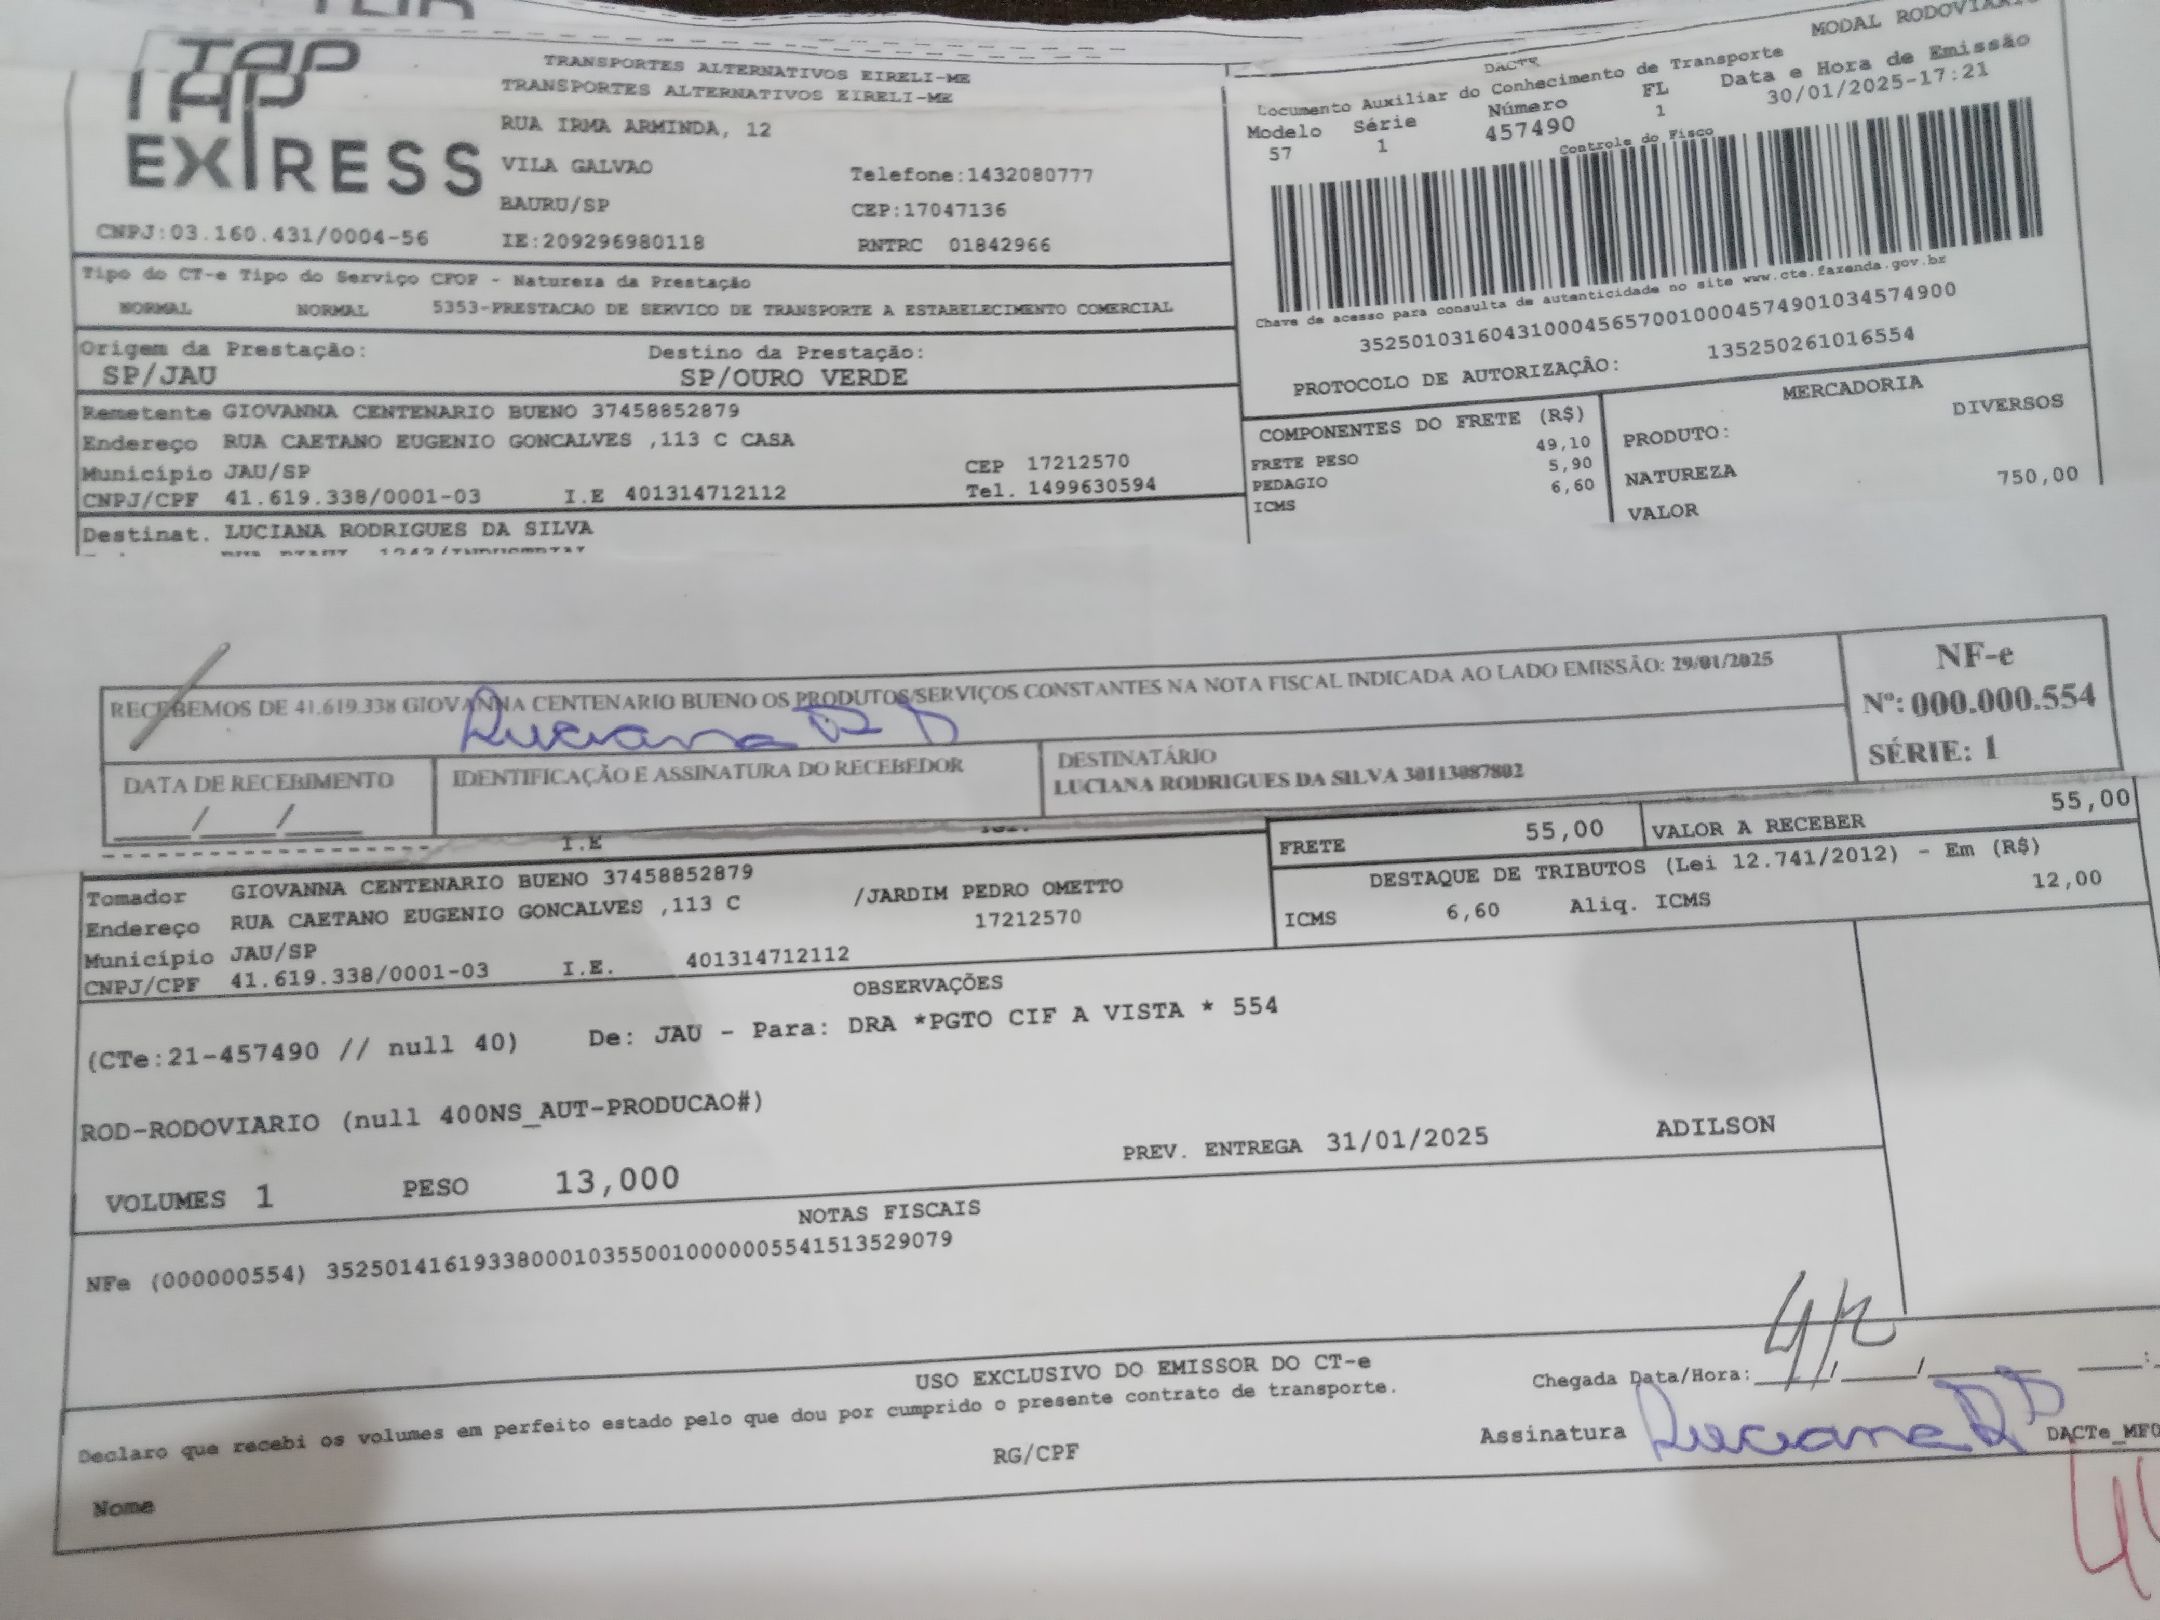 TAP
TAP
EXPRESS
TRANSPORTES ALTERNATIVOS EIRELI-ME
TRANSPORTES ALTERNATIVOS EIRELI-ME
RUA IRMA ARMINDA, 12
VILA GALVAO
Telefone:1432080777
BAURU/SP
CEP:17047136
CNPJ:03.160.431/0004-56
IE:209296980118
RNTRC 01842966
MODAL RODOVIARIO
DACTE
Documento Auxiliar do Conhecimento de Transporte
Modelo Série Número FL Data e Hora de Emissão
57 1 457490 1 30/01/2025-17:21
Controle do Fisco
Chave de acesso para consulta de autenticidade no site www.cte.fazenda.gov.br
35250103160431000456570010004574901034574900
PROTOCOLO DE AUTORIZAÇÃO: 135250261016554
Tipo do CT-e Tipo do Serviço CFOP - Natureza da Prestação
NORMAL NORMAL 5353-PRESTACAO DE SERVICO DE TRANSPORTE A ESTABELECIMENTO COMERCIAL
Origem da Prestação: Destino da Prestação:
SP/JAU SP/OURO VERDE
Remetente GIOVANNA CENTENARIO BUENO 37458852879
Endereço RUA CAETANO EUGENIO GONCALVES ,113 C CASA
Município JAU/SP CEP 17212570
CNPJ/CPF 41.619.338/0001-03 I.E 401314712112 Tel. 1499630594
Destinat. LUCIANA RODRIGUES DA SILVA
COMPONENTES DO FRETE (R$)
FRETE PESO 49,10
PEDAGIO 5,90
ICMS 6,60
MERCADORIA
PRODUTO: DIVERSOS
NATUREZA
VALOR 750,00
RECEBEMOS DE 41.619.338 GIOVANNA CENTENARIO BUENO OS PRODUTOS/SERVIÇOS CONSTANTES NA NOTA FISCAL INDICADA AO LADO EMISSÃO: 29/01/2025
Luciana
DATA DE RECEBIMENTO
___/___/___
IDENTIFICAÇÃO E ASSINATURA DO RECEBEDOR
DESTINATÁRIO
LUCIANA RODRIGUES DA SILVA 30113087802
NF-e
Nº: 000.000.554
SÉRIE: 1
I.E
FRETE 55,00 VALOR A RECEBER 55,00
DESTAQUE DE TRIBUTOS (Lei 12.741/2012) - Em (R$)
ICMS 6,60 Aliq. ICMS 12,00
Tomador GIOVANNA CENTENARIO BUENO 37458852879
Endereço RUA CAETANO EUGENIO GONCALVES ,113 C /JARDIM PEDRO OMETTO
Município JAU/SP 17212570
CNPJ/CPF 41.619.338/0001-03 I.E. 401314712112
OBSERVAÇÕES
(CTe:21-457490 // null 40) De: JAU - Para: DRA *PGTO CIF A VISTA * 554
ROD-RODOVIARIO (null 400NS_AUT-PRODUCAO#)
PREV. ENTREGA 31/01/2025 ADILSON
VOLUMES 1 PESO 13,000
NOTAS FISCAIS
NFe (000000554) 35250141619338000103550010000005541513529079
USO EXCLUSIVO DO EMISSOR DO CT-e
Declaro que recebi os volumes em perfeito estado pelo que dou por cumprido o presente contrato de transporte.
Chegada Data/Hora:___/___/___ ___:
Nome RG/CPF Assinatura Luciana